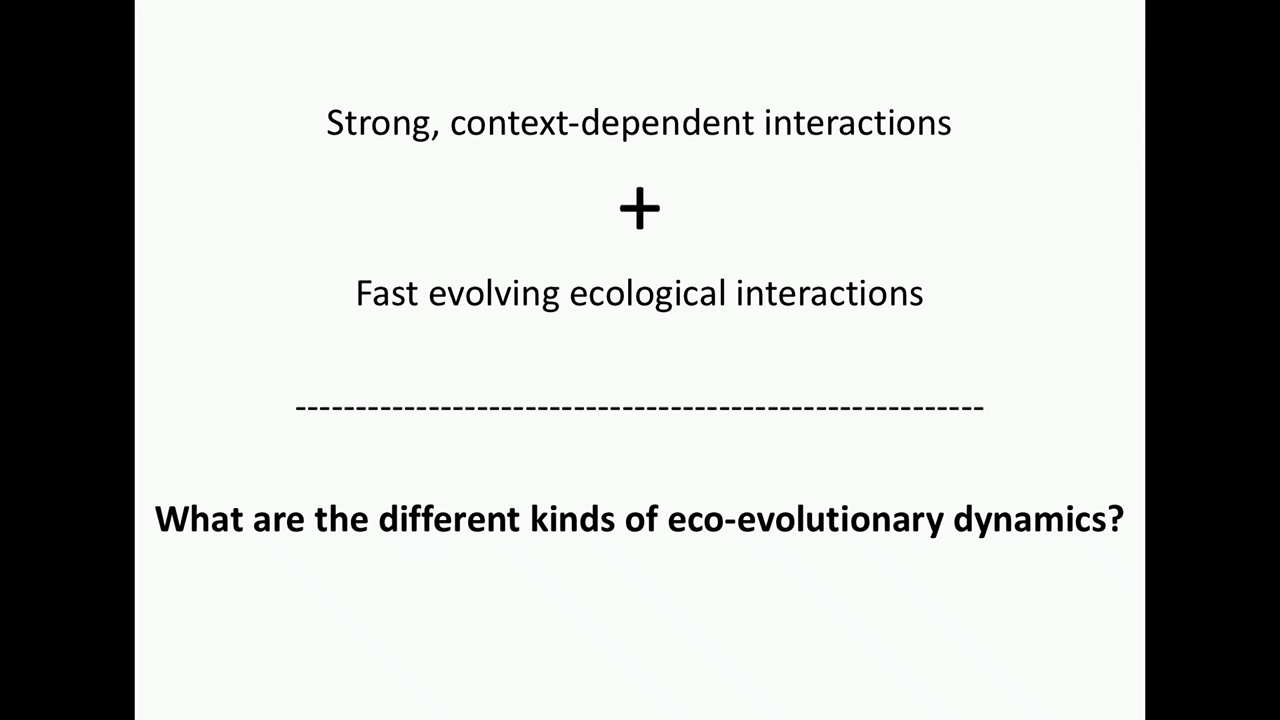 Strong, context-dependent interactions
+
Fast evolving ecological interactions
---------------------------------------------------------
What are the different kinds of eco-evolutionary dynamics?